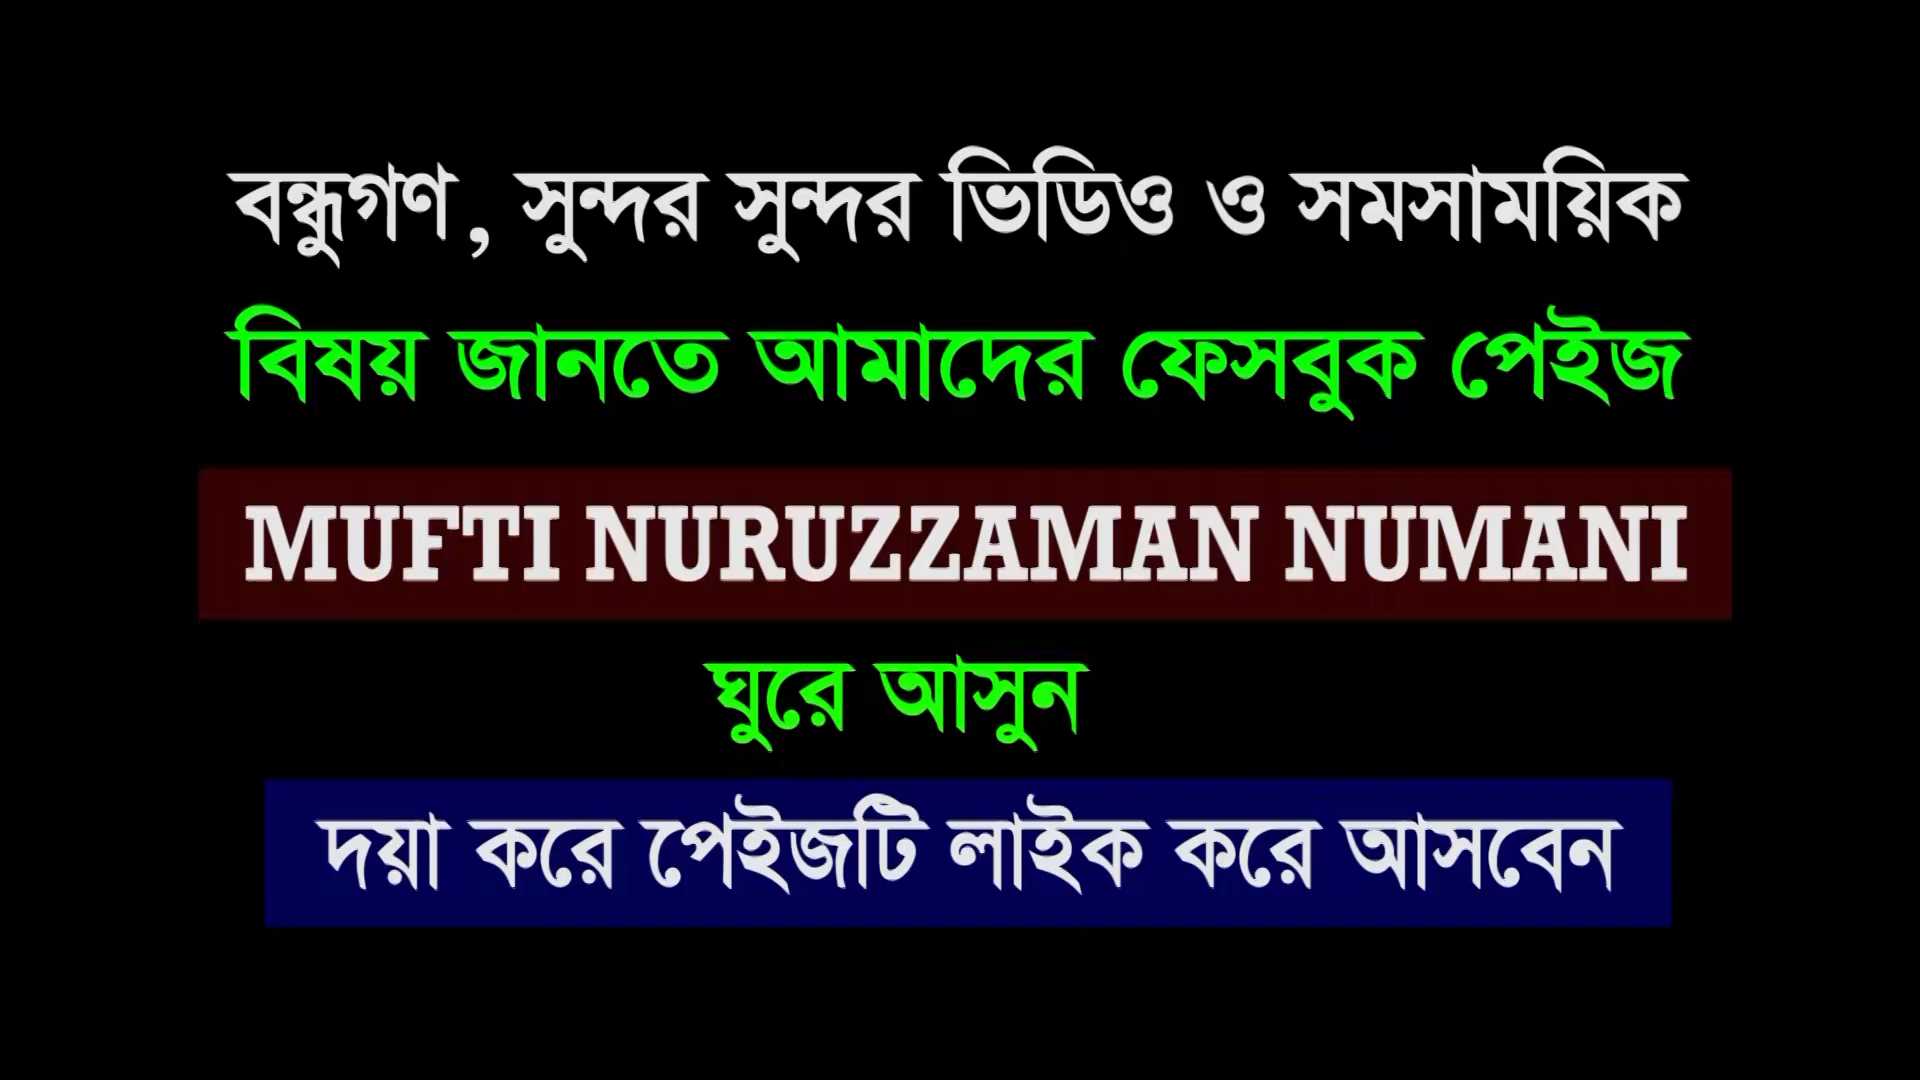 বন্ধুগণ, সুন্দর সুন্দর ভিডিও ও সমসাময়িক
বিষয় জানতে আমাদের ফেসবুক পেইজ
MUFTI NURUZZAMAN NUMANI
ঘুরে আসুন
দয়া করে পেইজটি লাইক করে আসবেন